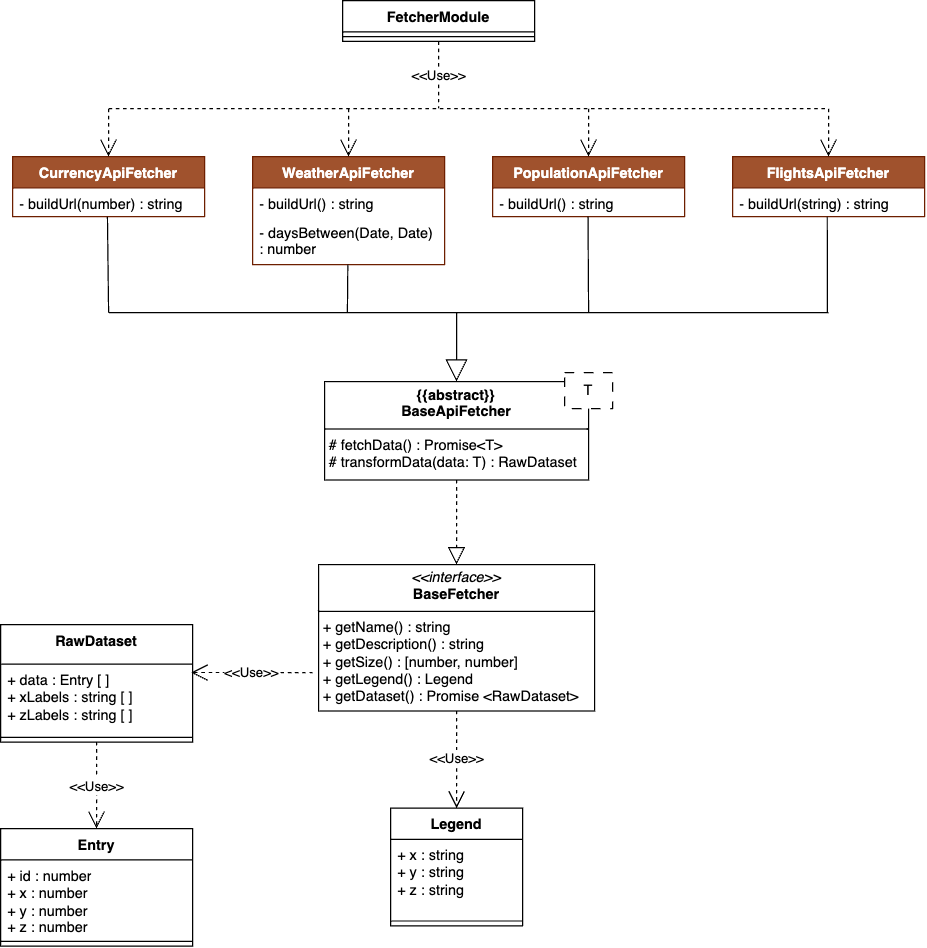 FetcherModule
<<Use>>
CurrencyApiFetcher
- buildUrl(number) : string
WeatherApiFetcher
- buildUrl() : string
- daysBetween(Date, Date)
: number
PopulationApiFetcher
- buildUrl() : string
FlightsApiFetcher
- buildUrl(string) : string
T
{{abstract}}
BaseApiFetcher
# fetchData() : Promise<T>
# transformData(data: T) : RawDataset
<<interface>>
BaseFetcher
+ getName() : string
+ getDescription() : string
+ getSize() : [number, number]
+ getLegend() : Legend
+ getDataset() : Promise <RawDataset>
<<Use>>
RawDataset
+ data : Entry [ ]
+ xLabels : string [ ]
+ zLabels : string [ ]
<<Use>>
<<Use>>
Entry
+ id : number
+ x : number
+ y : number
+ z : number
Legend
+ x : string
+ y : string
+ z : string